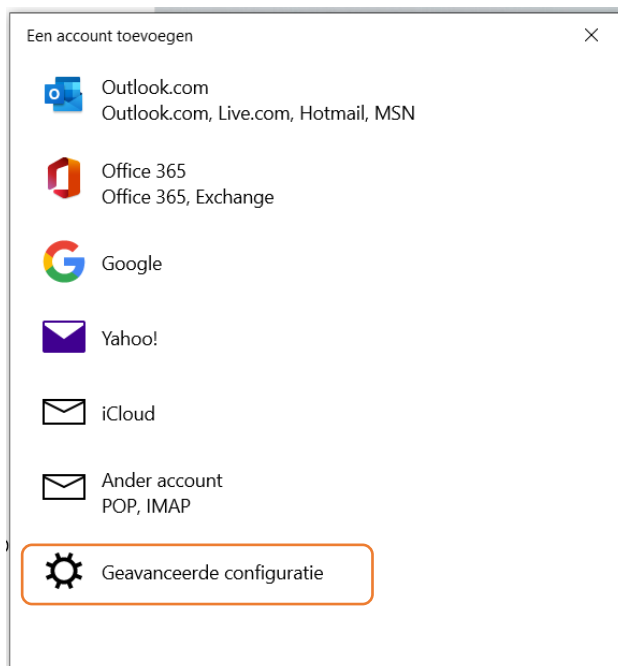 Een account toevoegen
Outlook.com
Outlook.com, Live.com, Hotmail, MSN
Office 365
Office 365, Exchange
Google
Yahoo!
iCloud
Ander account
POP, IMAP
Geavanceerde configuratie